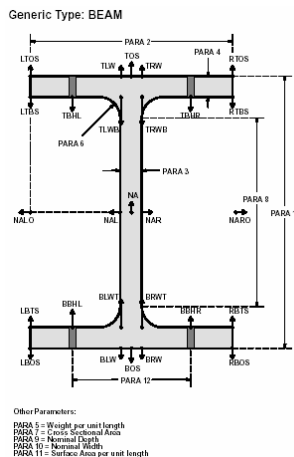 Generic Type: BEAM
PARA 2
LTOS
TLW
TOS
TRW
PARA 4
RTOS
LTBS
TBHL
TLWB
TRWB
TBHR
RTBS
PARA 6
PARA 3
PARA 8
NA
NALO
NAL
NAR
NARO
PARA
BLWT
BRWT
LBTS
BBHL
BBHR
RBTS
LBOS
BLW
BOS
BRW
RBOS
PARA 12
Other Parameters:
PARA 5 = Weight per unit length
PARA 7 = Cross Sectional Area
PARA 9 = Nominal Depth
PARA 10 = Nominal Width
PARA 11 = Surface Area per unit length